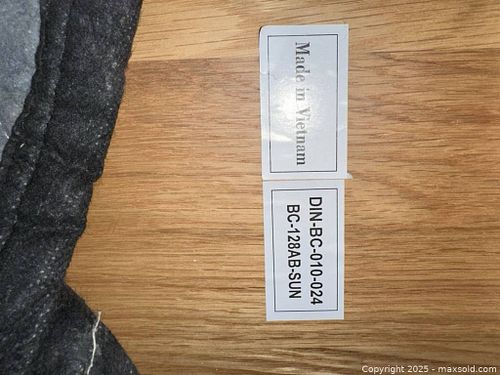 Made in Vietnam
DIN-BC-010-024
BC-128AB-SUN
Copyright © 2025 - maxsold.com